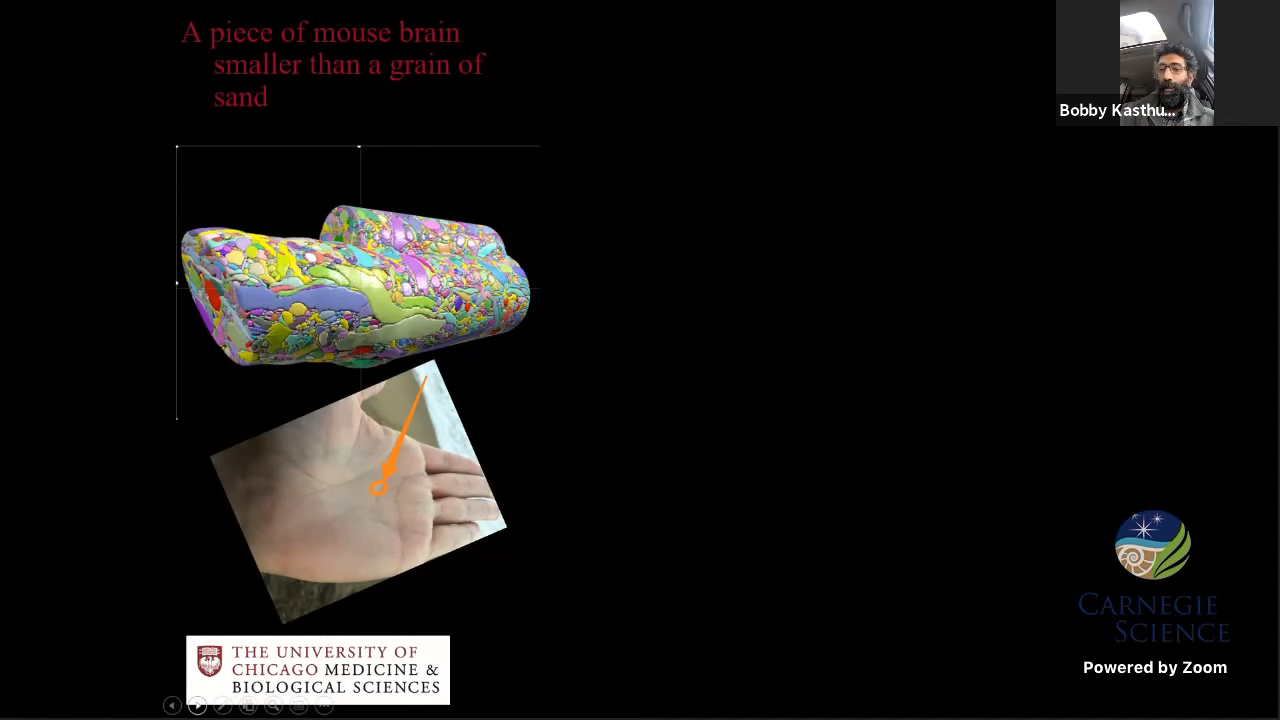 A piece of mouse brain
smaller than a grain of
sand
Bobby Kasthu...
THE UNIVERSITY OF
CHICAGO MEDICINE &
BIOLOGICAL SCIENCES
CARNEGIE
SCIENCE
Powered by Zoom